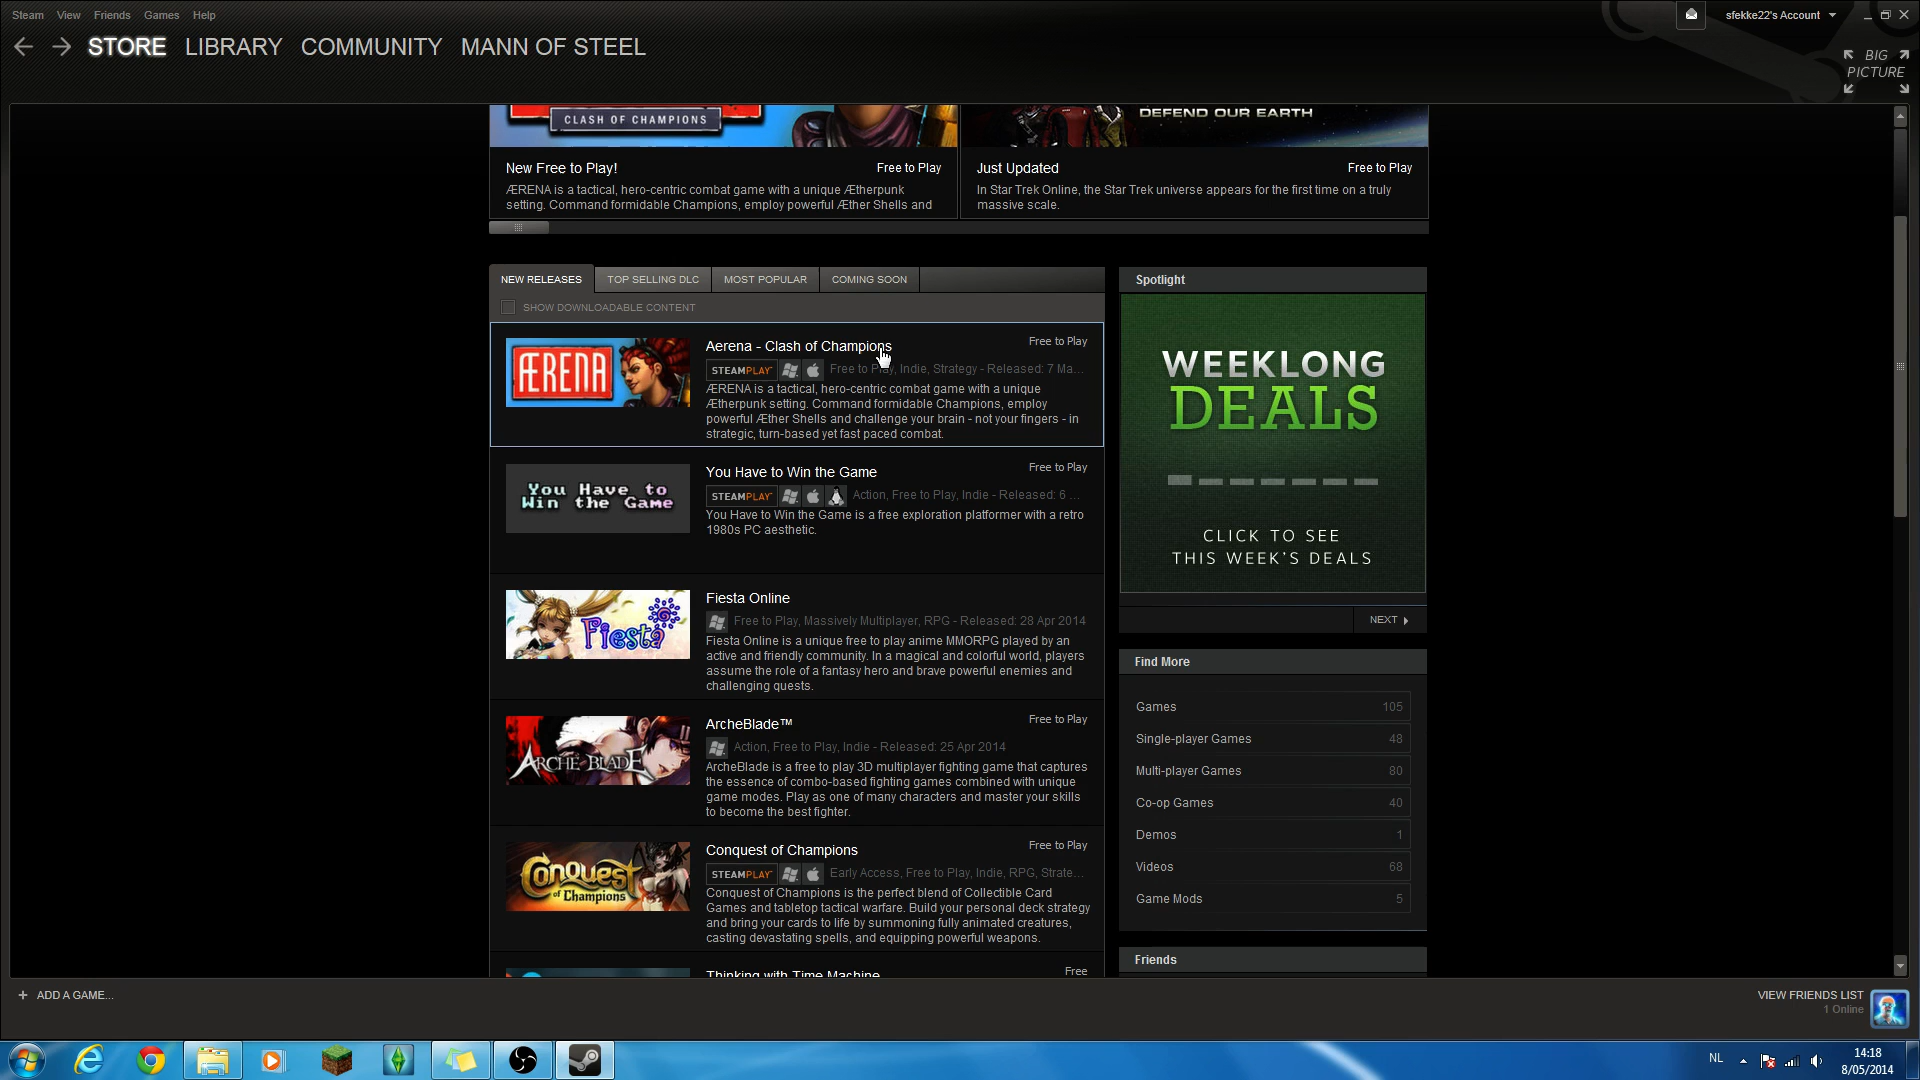 Steam View Friends Games Help
sfekke22's Account
STORE LIBRARY COMMUNITY MANN OF STEEL
BIG
PICTURE
CLASH OF CHAMPIONS
DEFEND OUR EARTH
New Free to Play! Free to Play
ÆRENA is a tactical, hero-centric combat game with a unique Ætherpunk
setting. Command formidable Champions, employ powerful Æther Shells and
Just Updated Free to Play
In Star Trek Online, the Star Trek universe appears for the first time on a truly
massive scale.
NEW RELEASES TOP SELLING DLC MOST POPULAR COMING SOON
SHOW DOWNLOADABLE CONTENT
ÆRENA
Aerena - Clash of Champions Free to Play
STEAMPLAY Free to Play, Indie, Strategy - Released: 7 Ma...
ÆRENA is a tactical, hero-centric combat game with a unique
Ætherpunk setting. Command formidable Champions, employ
powerful Æther Shells and challenge your brain - not your fingers - in
strategic, turn-based yet fast paced combat.
You Have to
Win the Game
You Have to Win the Game Free to Play
STEAMPLAY Action, Free to Play, Indie - Released: 6 ...
You Have to Win the Game is a free exploration platformer with a retro
1980s PC aesthetic.
Fiesta
Fiesta Online
Free to Play, Massively Multiplayer, RPG - Released: 28 Apr 2014
Fiesta Online is a unique free to play anime MMORPG played by an
active and friendly community. In a magical and colorful world, players
assume the role of a fantasy hero and brave powerful enemies and
challenging quests.
ARCHE BLADE
ArcheBlade™ Free to Play
Action, Free to Play, Indie - Released: 25 Apr 2014
ArcheBlade is a free to play 3D multiplayer fighting game that captures
the essence of combo-based fighting games combined with unique
game modes. Play as one of many characters and master your skills
to become the best fighter.
Conquest
of Champions
Conquest of Champions Free to Play
STEAMPLAY Early Access, Free to Play, Indie, RPG, Strate...
Conquest of Champions is the perfect blend of Collectible Card
Games and tabletop tactical warfare. Build your personal deck strategy
and bring your cards to life by summoning fully animated creatures,
casting devastating spells, and equipping powerful weapons.
Thinking with Time Machine Free
Spotlight
WEEKLONG
DEALS
CLICK TO SEE
THIS WEEK'S DEALS
NEXT
Find More
Games 105
Single-player Games 48
Multi-player Games 80
Co-op Games 40
Demos 1
Videos 68
Game Mods 5
Friends
+ ADD A GAME...
VIEW FRIENDS LIST
1 Online
NL
14:18
8/05/2014